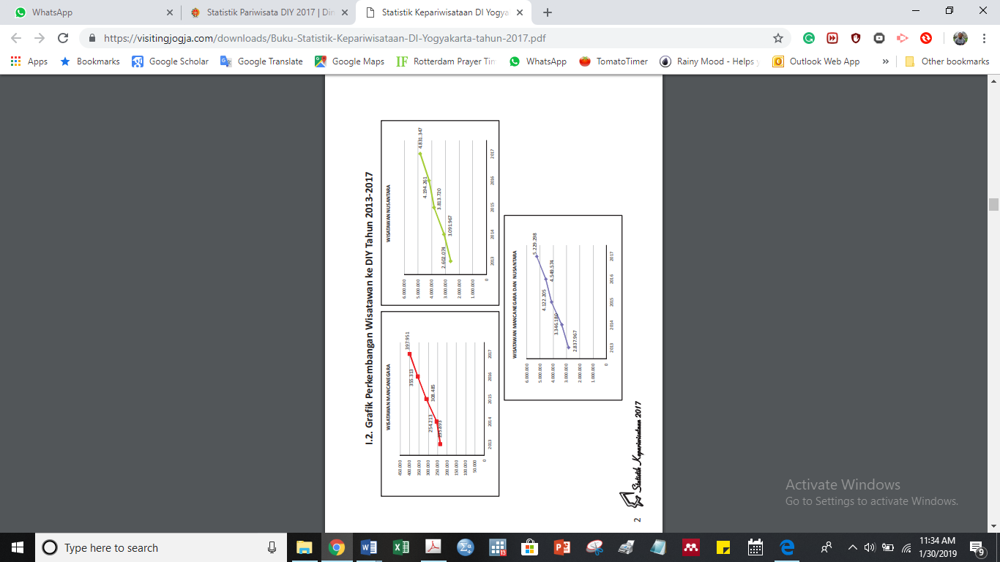 WhatsApp
Statistik Pariwisata DIY 2017 | Din
Statistik Kepariwisataan DI Yogya
https://visitingjogja.com/downloads/Buku-Statistik-Kepariwisataan-DI-Yogyakarta-tahun-2017.pdf
Apps Bookmarks Google Scholar Google Translate Google Maps Rotterdam Prayer Tim WhatsApp TomatoTimer Rainy Mood - Helps y Outlook Web App » Other bookmarks
I.2. Grafik Perkembangan Wisatawan ke DIY Tahun 2013-2017
WISATAWAN MANCANEGARA
450.000
400.000
350.000
300.000
250.000
200.000
150.000
100.000
50.000
0
235.893
254.213
308.485
355.313
397.951
2013 2014 2015 2016 2017
WISATAWAN NUSANTARA
6.000.000
5.000.000
4.000.000
3.000.000
2.000.000
1.000.000
0
2.602.074
3.091.967
3.813.720
4.194.261
4.831.347
2013 2014 2015 2016 2017
WISATAWAN MANCANEGARA DAN NUSANTARA
6.000.000
5.000.000
4.000.000
3.000.000
2.000.000
1.000.000
0
2.837.967
3.346.180
4.122.205
4.549.574
5.229.298
2013 2014 2015 2016 2017
2
Statistik Kepariwisataan 2017
Activate Windows
Go to Settings to activate Windows.
Type here to search
11:34 AM
1/30/2019
9